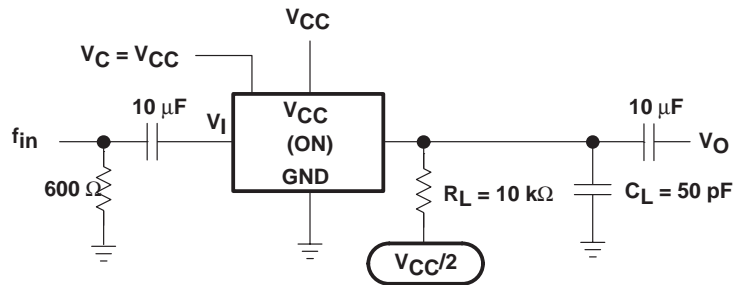 VCC
VC = VCC
10 μF
VI
VCC
(ON)
GND
10 μF
fin
VO
600 Ω
RL = 10 kΩ
CL = 50 pF
VCC/2